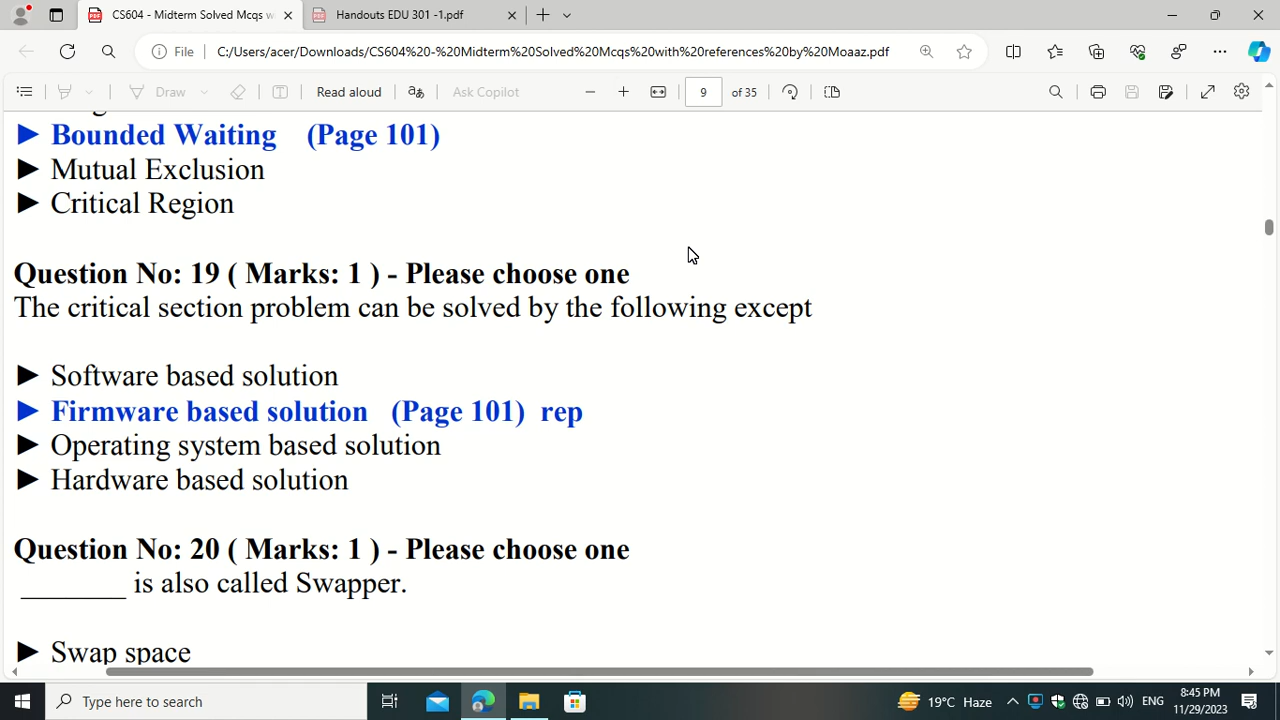 CS604 - Midterm Solved Mcqs w
Handouts EDU 301 -1.pdf
File
C:/Users/acer/Downloads/CS604%20-%20Midterm%20Solved%20Mcqs%20with%20references%20by%20Moaaz.pdf
Draw
Read aloud
Ask Copilot
9 of 35
► Bounded Waiting (Page 101)
► Mutual Exclusion
► Critical Region
Question No: 19 ( Marks: 1 ) - Please choose one
The critical section problem can be solved by the following except
► Software based solution
► Firmware based solution (Page 101) rep
► Operating system based solution
► Hardware based solution
Question No: 20 ( Marks: 1 ) - Please choose one
_______ is also called Swapper.
► Swap space
Type here to search
19°C Haze
ENG
8:45 PM
11/29/2023